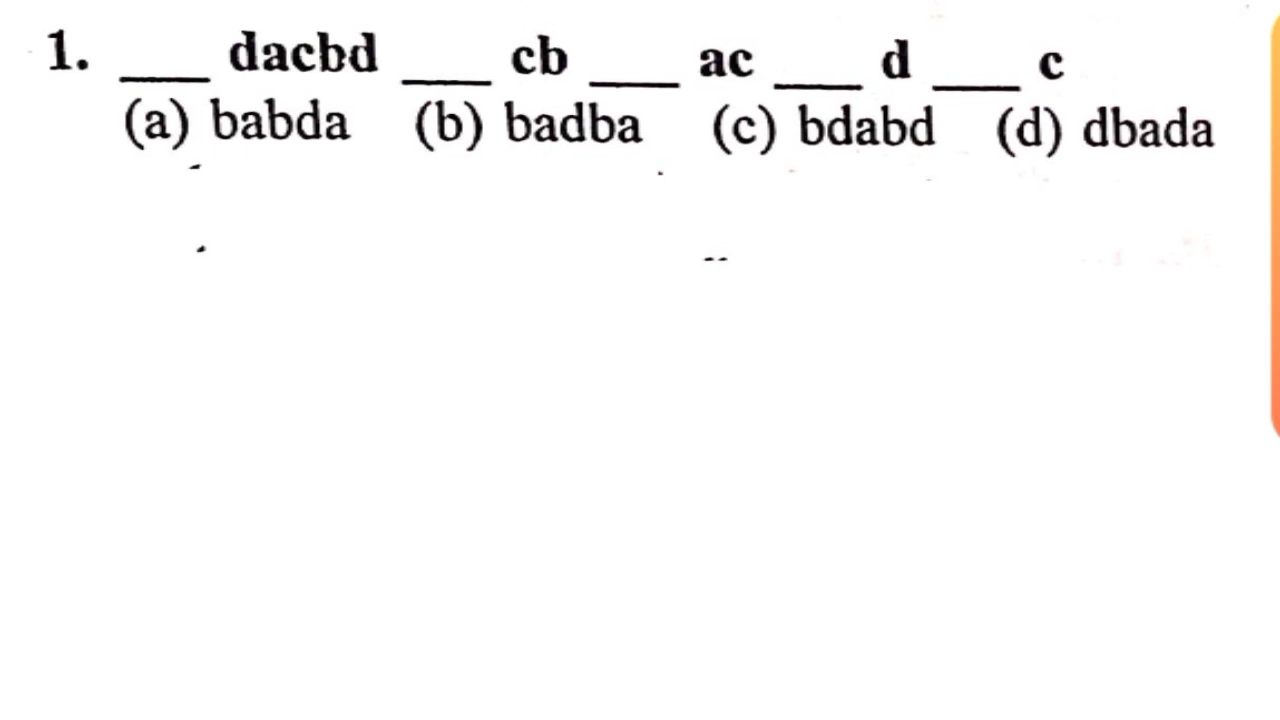 1. ___ dacbd ___ cb ___ ac ___ d ___ c
(a) babda (b) badba (c) bdabd (d) dbada